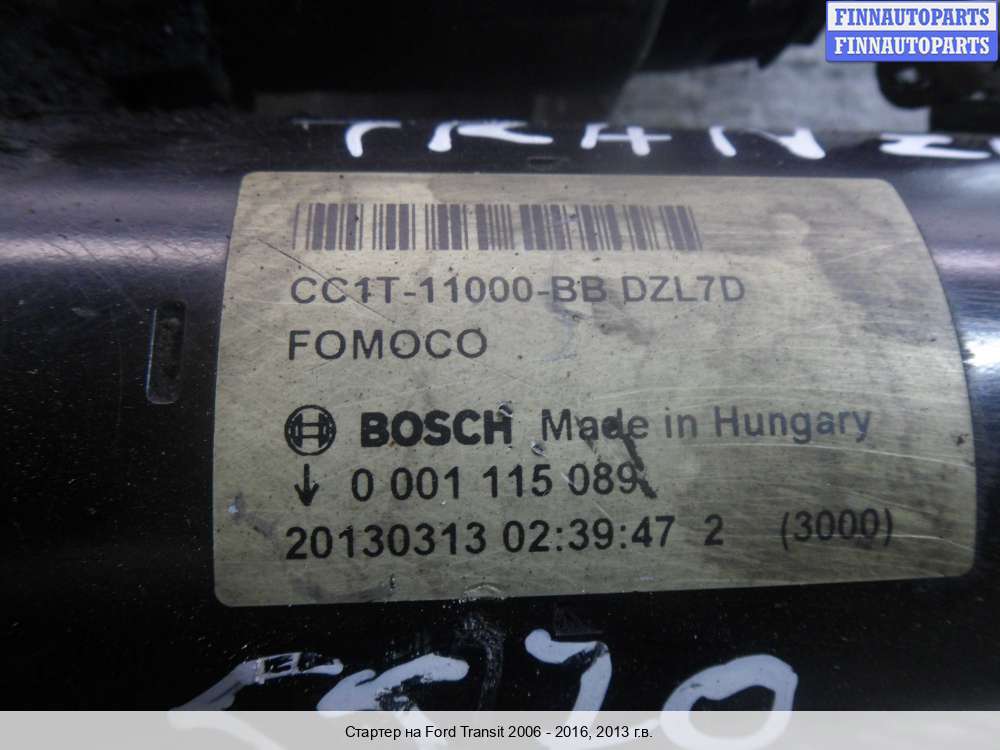 FINNAUTOPARTS
FINNAUTOPARTS
CC1T-11000-BB DZL7D
FOMOCO
BOSCH Made in Hungary
↓ 0 001 115 089
20130313 02:39:47 2 (3000)
Стартер на Ford Transit 2006 - 2016, 2013 г.в.